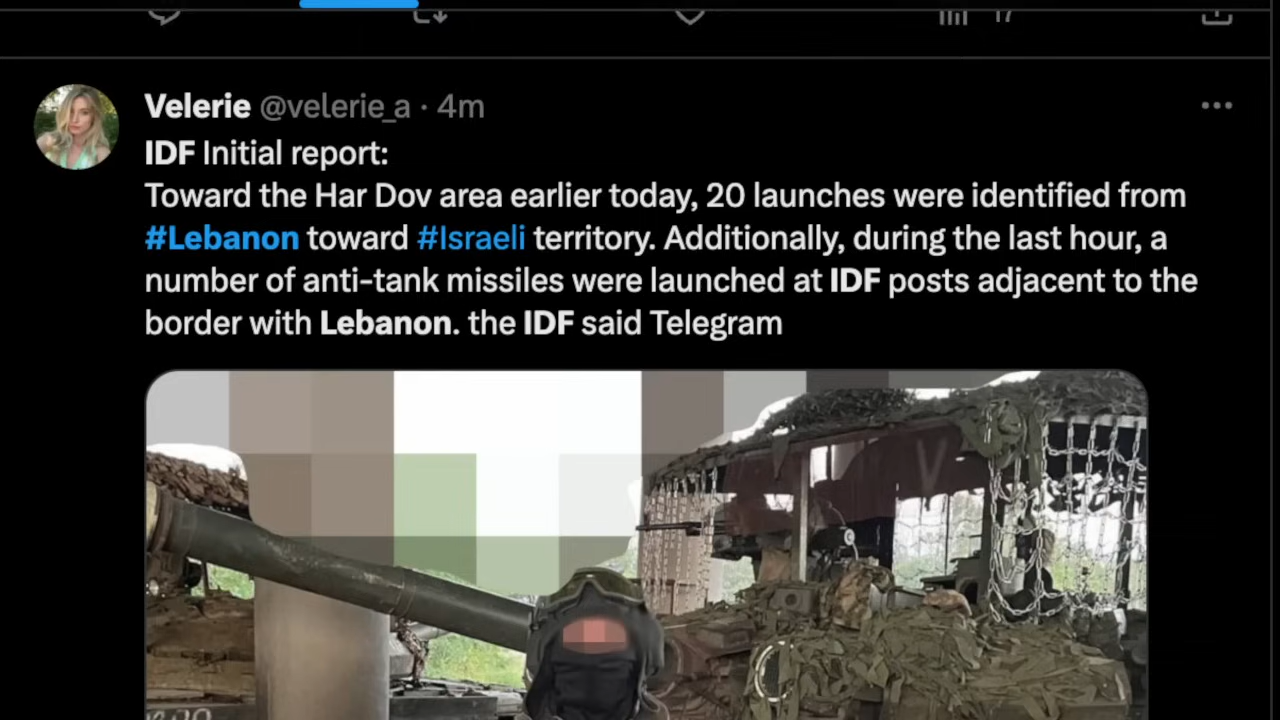 17
Velerie @velerie_a · 4m
IDF Initial report:
Toward the Har Dov area earlier today, 20 launches were identified from
#Lebanon toward #Israeli territory. Additionally, during the last hour, a
number of anti-tank missiles were launched at IDF posts adjacent to the
border with Lebanon. the IDF said Telegram
V